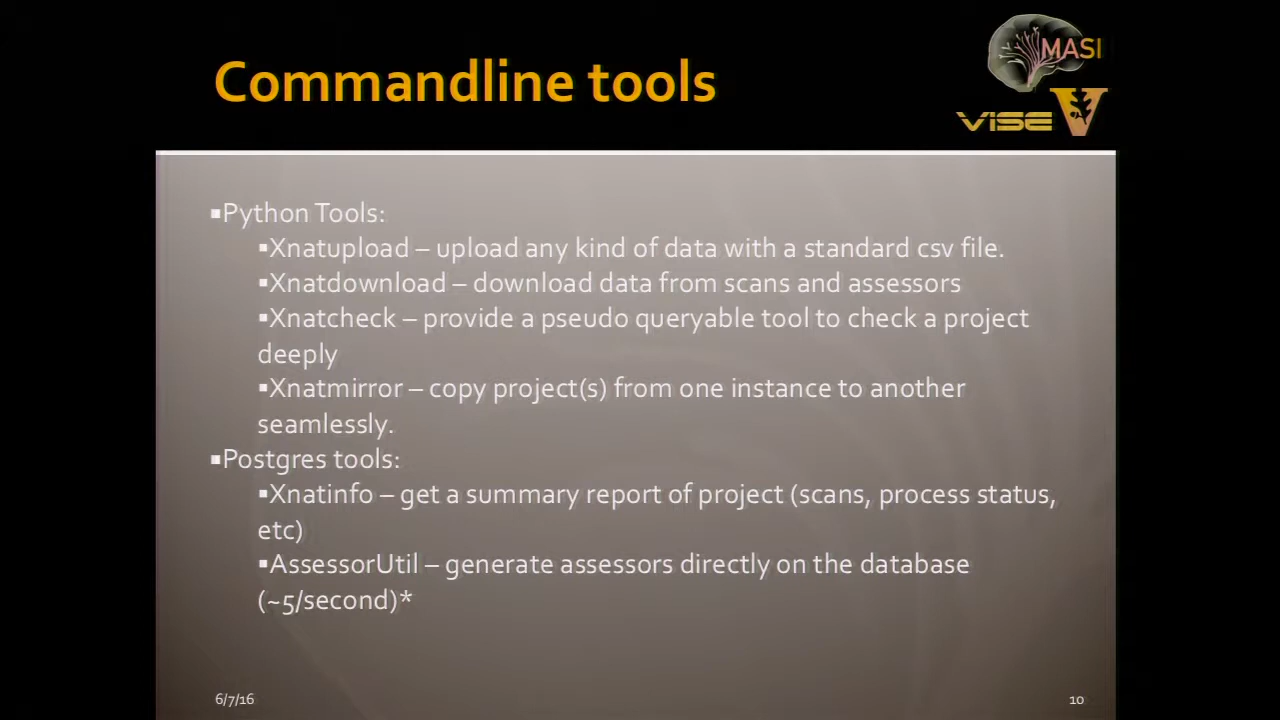 Commandline tools
MASI
ViSE
V
▪Python Tools:
▪Xnatupload – upload any kind of data with a standard csv file.
▪Xnatdownload – download data from scans and assessors
▪Xnatcheck – provide a pseudo queryable tool to check a project
deeply
▪Xnatmirror – copy project(s) from one instance to another
seamlessly.
▪Postgres tools:
▪Xnatinfo – get a summary report of project (scans, process status,
etc)
▪AssessorUtil – generate assessors directly on the database
(~5/second)*
6/7/16
10